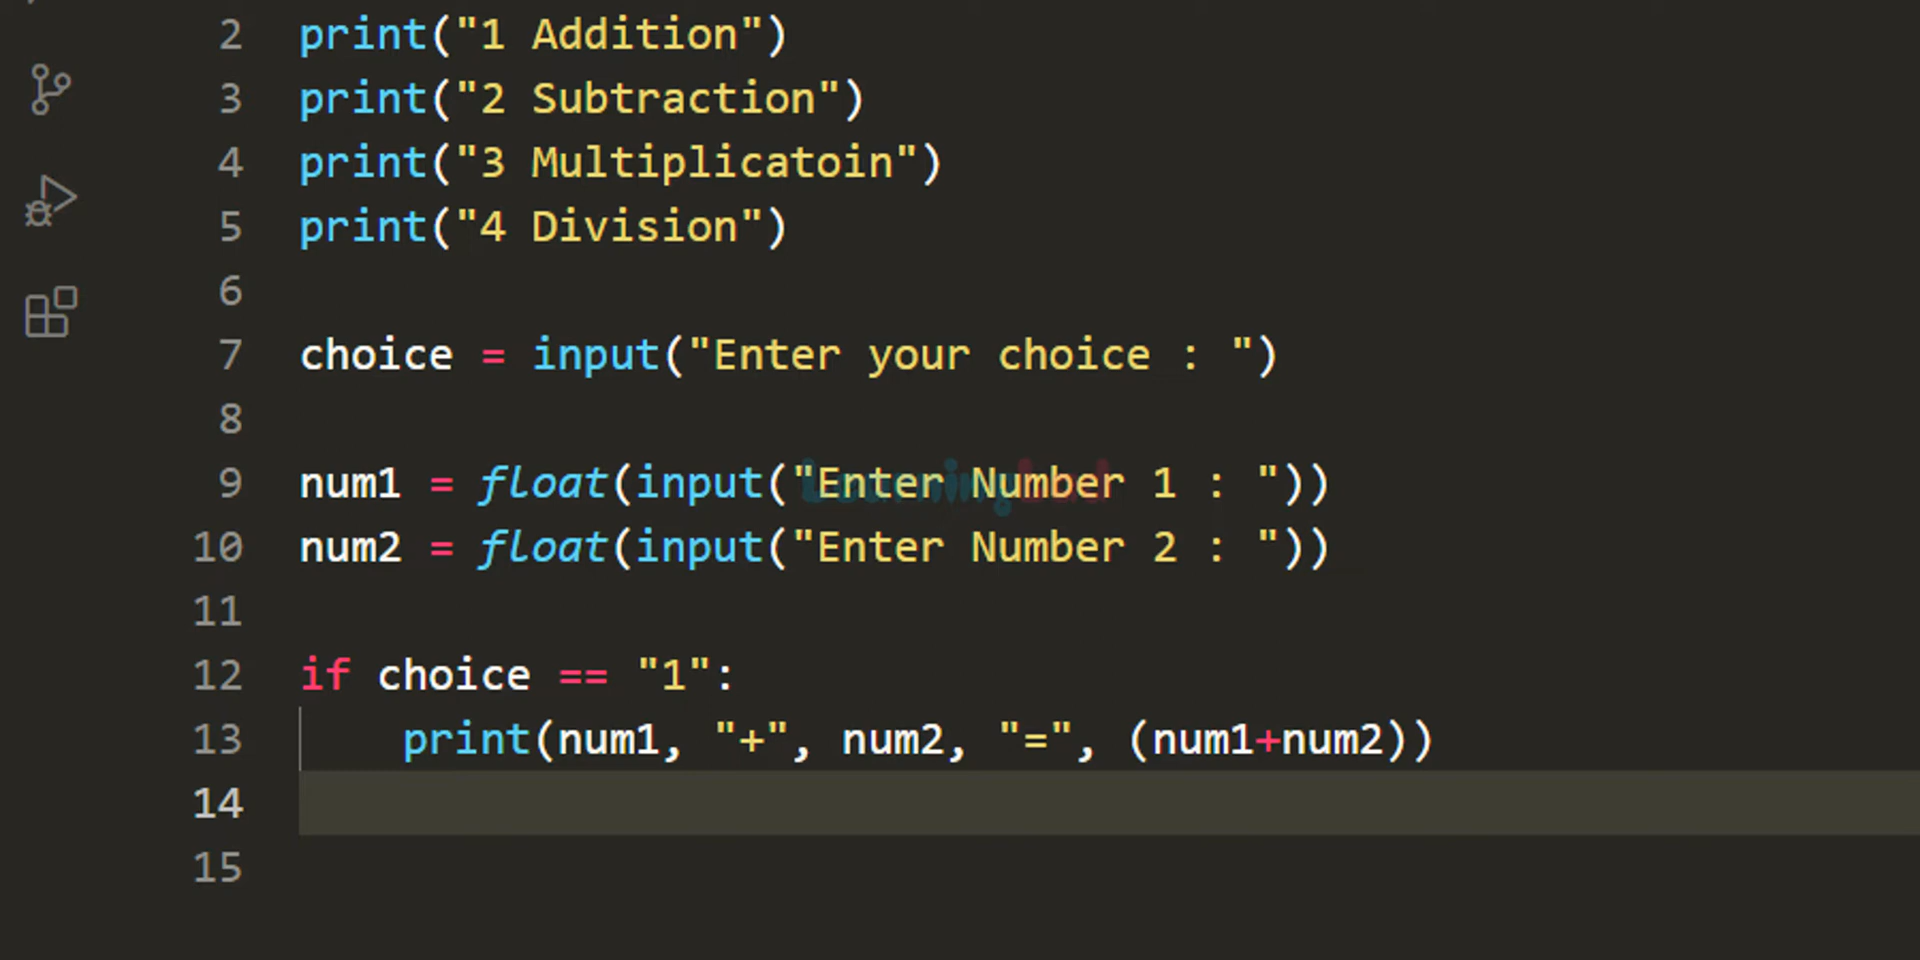 2 print("1 Addition")
3 print("2 Subtraction")
4 print("3 Multiplicatoin")
5 print("4 Division")
6
7 choice = input("Enter your choice : ")
8
9 num1 = float(input("Enter Number 1 : "))
10 num2 = float(input("Enter Number 2 : "))
11
12 if choice == "1":
13 print(num1, "+", num2, "=", (num1+num2))
14
15
LearningLad